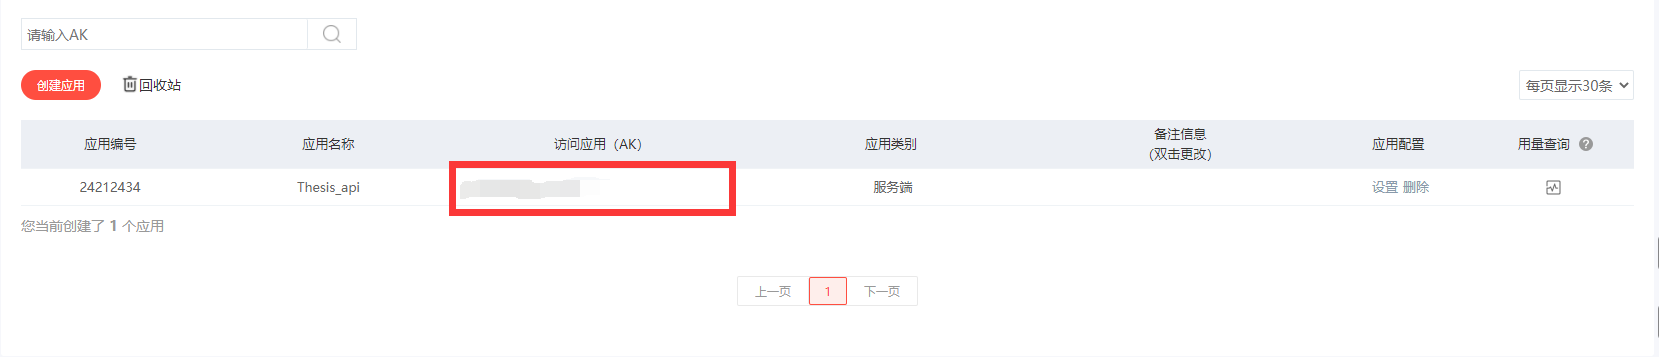 请输入AK
创建应用 回收站 每页显示30条
应用编号 应用名称 访问应用（AK） 应用类别 备注信息 (双击更改) 应用配置 用量查询 ?
24212434 Thesis_api 服务端 设置 删除
您当前创建了 1 个应用
上一页 1 下一页